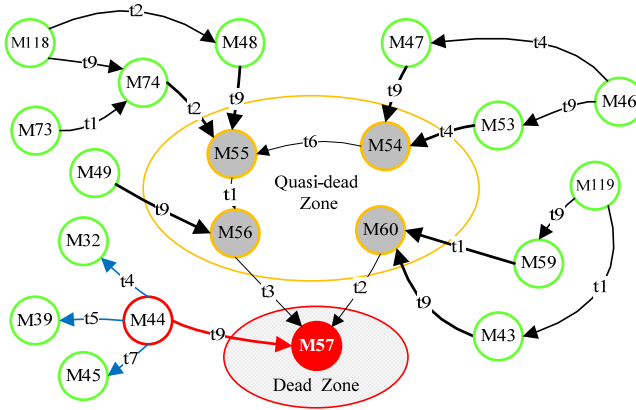 t2
M118
M48
M47
t4
t9
M74
t9
t9
M46
t9
M73
t1
t2
M53
t4
M54
t6
M55
Quasi-dead
Zone
M49
t1
t9
M56
M60
M119
t9
t1
M59
M32
t4
t3
t2
t9
t1
M39
t5
M44
t9
M57
M43
t7
M45
Dead Zone